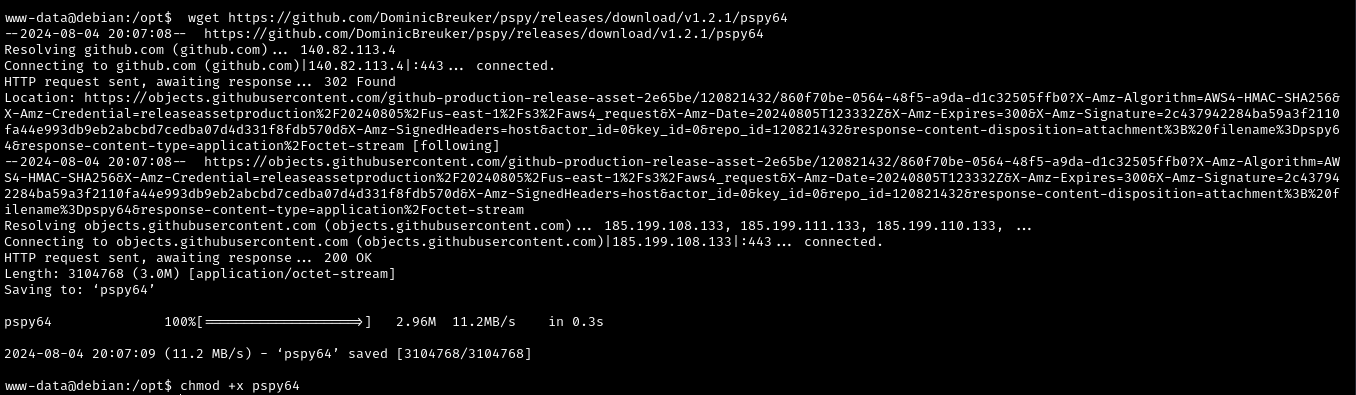 www-data@debian:/opt$  wget https://github.com/DominicBreuker/pspy/releases/download/v1.2.1/pspy64
--2024-08-04 20:07:08--  https://github.com/DominicBreuker/pspy/releases/download/v1.2.1/pspy64
Resolving github.com (github.com)... 140.82.113.4
Connecting to github.com (github.com)|140.82.113.4|:443... connected.
HTTP request sent, awaiting response... 302 Found
Location: https://objects.githubusercontent.com/github-production-release-asset-2e65be/120821432/860f70be-0564-48f5-a9da-d1c32505ffb0?X-Amz-Algorithm=AWS4-HMAC-SHA256&
X-Amz-Credential=releaseassetproduction%2F20240805%2Fus-east-1%2Fs3%2Faws4_request&X-Amz-Date=20240805T123332Z&X-Amz-Expires=300&X-Amz-Signature=2c437942284ba59a3f2110
fa44e993db9eb2abcbd7cedba07d4d331f8fdb570d&X-Amz-SignedHeaders=host&actor_id=0&key_id=0&repo_id=120821432&response-content-disposition=attachment%3B%20filename%3Dpspy6
4&response-content-type=application%2Foctet-stream [following]
--2024-08-04 20:07:08--  https://objects.githubusercontent.com/github-production-release-asset-2e65be/120821432/860f70be-0564-48f5-a9da-d1c32505ffb0?X-Amz-Algorithm=AW
S4-HMAC-SHA256&X-Amz-Credential=releaseassetproduction%2F20240805%2Fus-east-1%2Fs3%2Faws4_request&X-Amz-Date=20240805T123332Z&X-Amz-Expires=300&X-Amz-Signature=2c43794
2284ba59a3f2110fa44e993db9eb2abcbd7cedba07d4d331f8fdb570d&X-Amz-SignedHeaders=host&actor_id=0&key_id=0&repo_id=120821432&response-content-disposition=attachment%3B%20f
ilename%3Dpspy64&response-content-type=application%2Foctet-stream
Resolving objects.githubusercontent.com (objects.githubusercontent.com)... 185.199.108.133, 185.199.111.133, 185.199.110.133, ...
Connecting to objects.githubusercontent.com (objects.githubusercontent.com)|185.199.108.133|:443... connected.
HTTP request sent, awaiting response... 200 OK
Length: 3104768 (3.0M) [application/octet-stream]
Saving to: ‘pspy64’
pspy64              100%[===================>]   2.96M  11.2MB/s    in 0.3s
2024-08-04 20:07:09 (11.2 MB/s) - ‘pspy64’ saved [3104768/3104768]
www-data@debian:/opt$ chmod +x pspy64